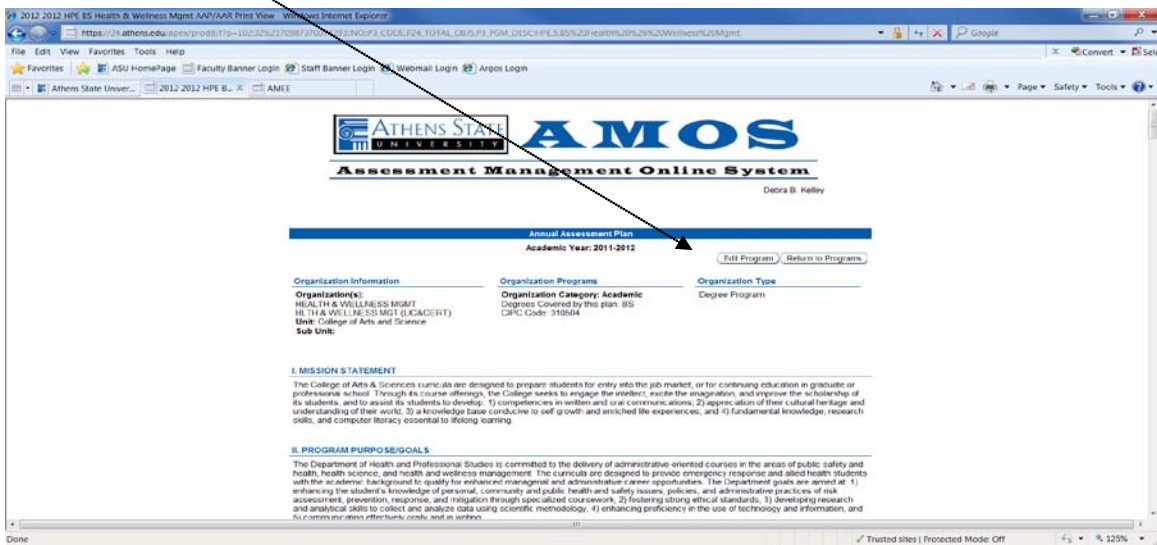 2012 2012 HPE BS Health & Wellness Mgmt AAP/AAR Print View - Windows Internet Explorer
Google
File Edit View Favorites Tools Help
Convert
Favorites ASU HomePage Faculty Banner Login Staff Banner Login Webmail Login Argos Login
Athens State Univer... 2012 2012 HPE B... X AMEE
Page Safety Tools
ATHENS STATE
UNIVERSITY
AMOS
Assessment Management Online System
Debra B. Kelley
Annual Assessment Plan
Academic Year: 2011-2012
Edit Program Return to Programs
Organization Information Organization Programs Organization Type
Organization(s): Organization Category: Academic Degree Program
HEALTH & WELLNESS MGMT Degrees Covered by this plan: BS
HLTH & WELLNESS MGT (LIC&CERT) CIPC Code: 310504
Unit: College of Arts and Science
Sub Unit:
I. MISSION STATEMENT
The College of Arts & Sciences curricula are designed to prepare students for entry into the job market, or for continuing education in graduate or
professional school. Through its course offerings, the College seeks to engage the intellect, excite the imagination, and improve the scholarship of
its students, and to assist its students to develop: 1) competencies in written and oral communications, 2) appreciation of their cultural heritage and
understanding of their world, 3) a knowledge base conducive to self growth and enriched life experiences, and 4) fundamental knowledge, research
skills, and computer literacy essential to lifelong learning.
II. PROGRAM PURPOSE/GOALS
The Department of Health and Professional Studies is committed to the delivery of administrative-oriented courses in the areas of public safety and
health, health science, and health and wellness management. The curricula are designed to provide emergency response and allied health students
with the academic background to qualify for enhanced managerial and administrative career opportunities. The Department goals are aimed at: 1)
enhancing the student's knowledge of personal, community and public health and safety issues, policies, and administrative practices of risk
assessment, prevention, response, and mitigation through specialized coursework, 2) fostering strong ethical standards, 3) developing research
and analytical skills to collect and analyze data using scientific methodology, 4) enhancing proficiency in the use of technology and information, and
5) communicating effectively orally and in writing
Done Trusted sites | Protected Mode: Off 125%